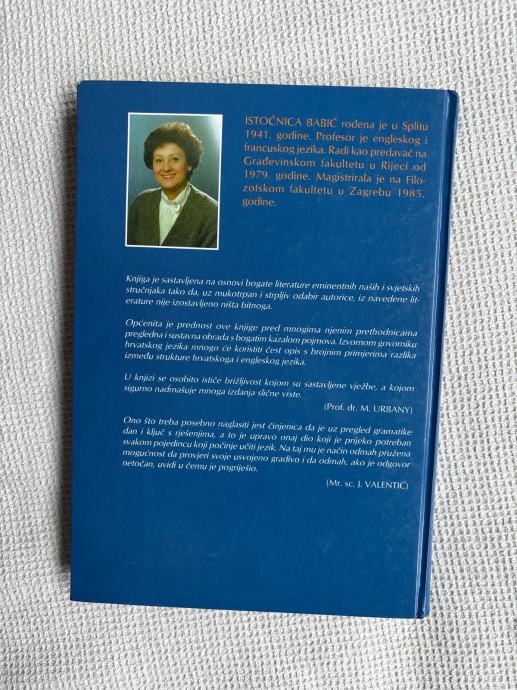 ISTOČNICA BABIĆ rođena je u Splitu
1941. godine. Profesor je engleskog i
francuskog jezika. Radi kao predavač na
Građevinskom fakultetu u Rijeci od
1979. godine. Magistrirala je na Filo-
zofskom fakultetu u Zagrebu 1985.
godine.
Knjiga je sastavljena na osnovi bogate literature eminentnih naših i svjetskih
stručnjaka tako da, uz mukotrpan i strpljiv odabir autorice, iz navedene lit-
erature nije izostavljeno ništa bitnoga.
Općenita je prednost ove knjige pred mnogima njenim prethodnicama
pregledna i sustavna obrada s bogatim kazalom pojmova. Izvornom govorniku
hrvatskog jezika mnogo će koristiti čest opis s brojnim primjerima razlika
između strukture hrvatskoga i engleskog jezika.
U knjizi se osobito ističe brižljivost kojom su sastavljene vježbe, a kojom
sigurno nadmašuje mnoga izdanja slične vrste.
(Prof. dr. M. URBANY)
Ono što treba posebno naglasiti jest činjenica da je uz pregled gramatike
dan i ključ s rješenjima, a to je upravo onaj dio koji je prijeko potreban
svakom pojedincu koji počinje učiti jezik. Na taj mu je način odmah pružena
mogućnost da provjeri svoje usvojeno gradivo i da odmah, ako je odgovor
netočan, uvidi u čemu je pogriješio.
(Mr. sc. J. VALENTIĆ)